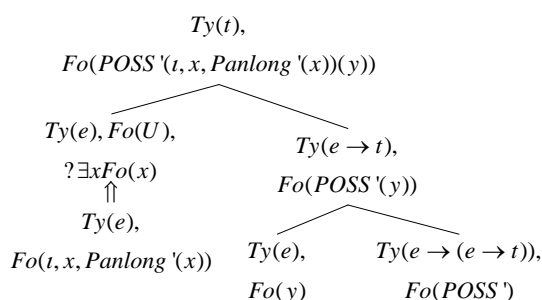 Ty(t),
Fo(POSS'(ι, x, Panlong'(x))(y))
Ty(e), Fo(U),
?∃xFo(x)
⇑
Ty(e),
Fo(ι, x, Panlong'(x))
Ty(e → t),
Fo(POSS'(y))
Ty(e),
Fo(y)
Ty(e → (e → t)),
Fo(POSS')